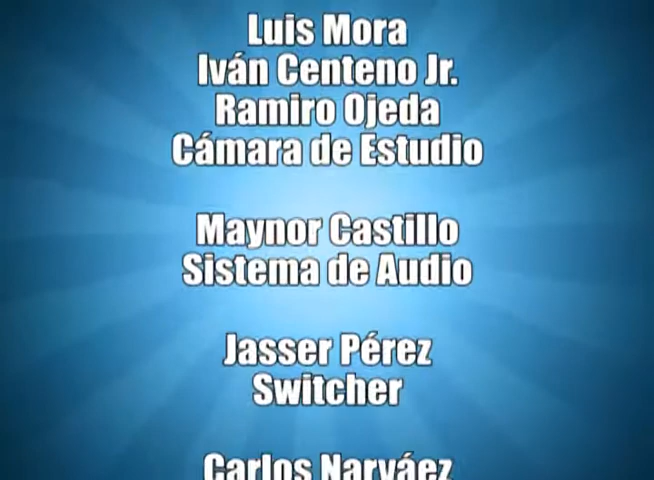 Luis Mora
Iván Centeno Jr.
Ramiro Ojeda
Cámara de Estudio
Maynor Castillo
Sistema de Audio
Jasser Pérez
Switcher
Carlos Narváez